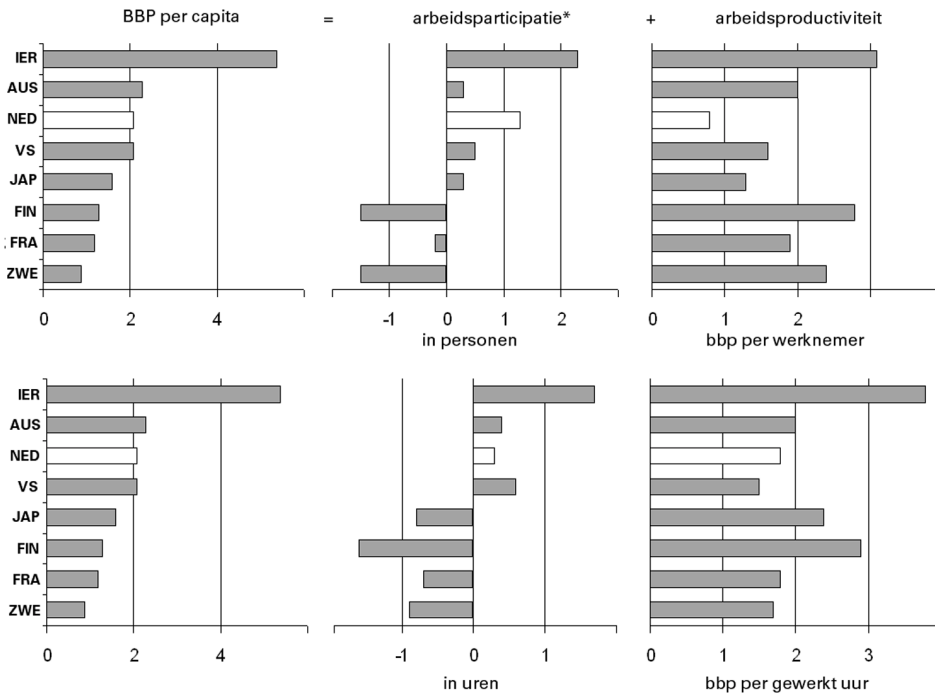 BBP per capita = arbeidsparticipatie* + arbeidsproductiviteit
IER
AUS
NED
VS
JAP
FIN
: FRA
ZWE
0 2 4 -1 0 1 2 0 1 2
in personen bbp per werknemer
IER
AUS
NED
VS
JAP
FIN
FRA
ZWE
0 2 4 -1 0 1 0 1 2 3
in uren bbp per gewerkt uur